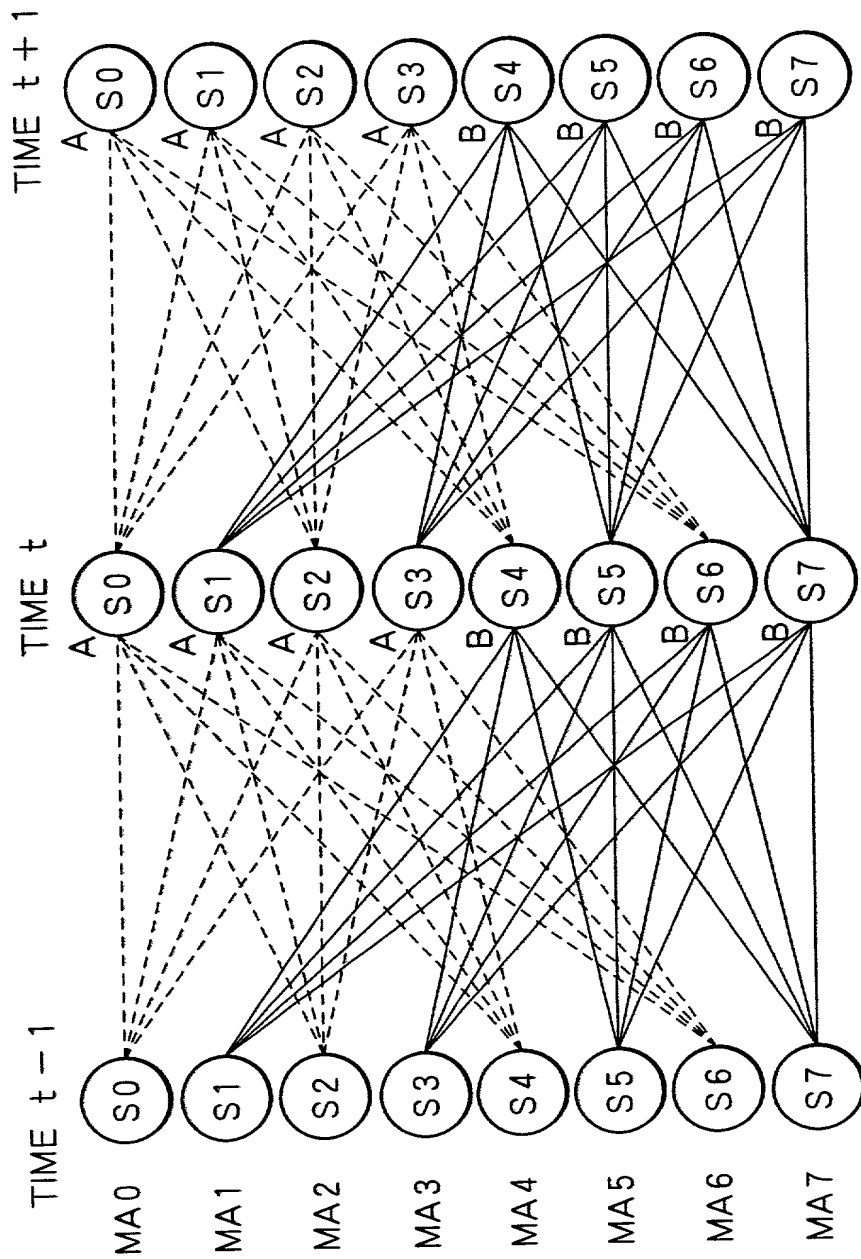 TIME t-1 TIME t TIME t+1
MA0 S0 A S0 A S0
MA1 S1 A S1 A S1
MA2 S2 A S2 A S2
MA3 S3 A S3 A S3
MA4 S4 B S4 B S4
MA5 S5 B S5 B S5
MA6 S6 B S6 B S6
MA7 S7 B S7 B S7